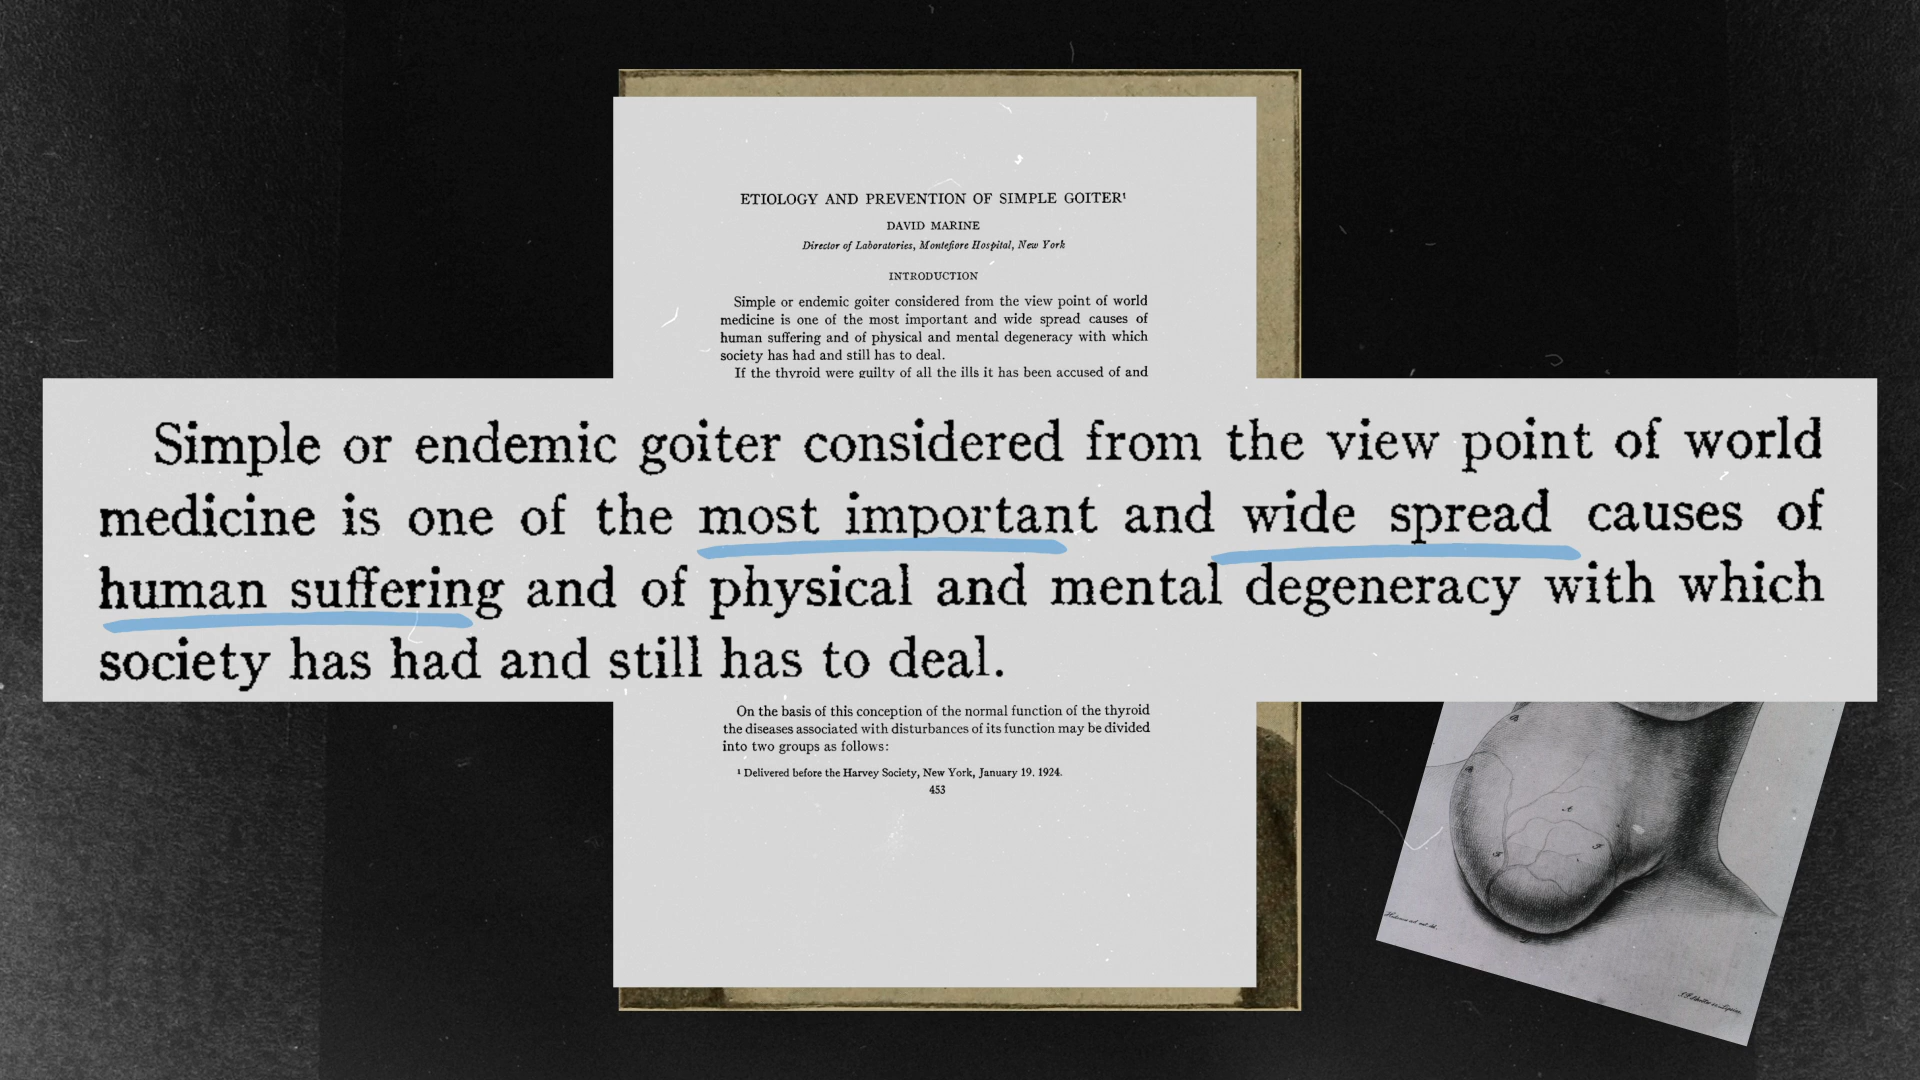 ETIOLOGY AND PREVENTION OF SIMPLE GOITER¹
DAVID MARINE
Director of Laboratories, Montefiore Hospital, New York
INTRODUCTION
Simple or endemic goiter considered from the view point of world
medicine is one of the most important and wide spread causes of
human suffering and of physical and mental degeneracy with which
society has had and still has to deal.
If the thyroid were guilty of all the ills it has been accused of and
Simple or endemic goiter considered from the view point of world
medicine is one of the most important and wide spread causes of
human suffering and of physical and mental degeneracy with which
society has had and still has to deal.
On the basis of this conception of the normal function of the thyroid
the diseases associated with disturbances of its function may be divided
into two groups as follows:
¹ Delivered before the Harvey Society, New York, January 19, 1924.
453